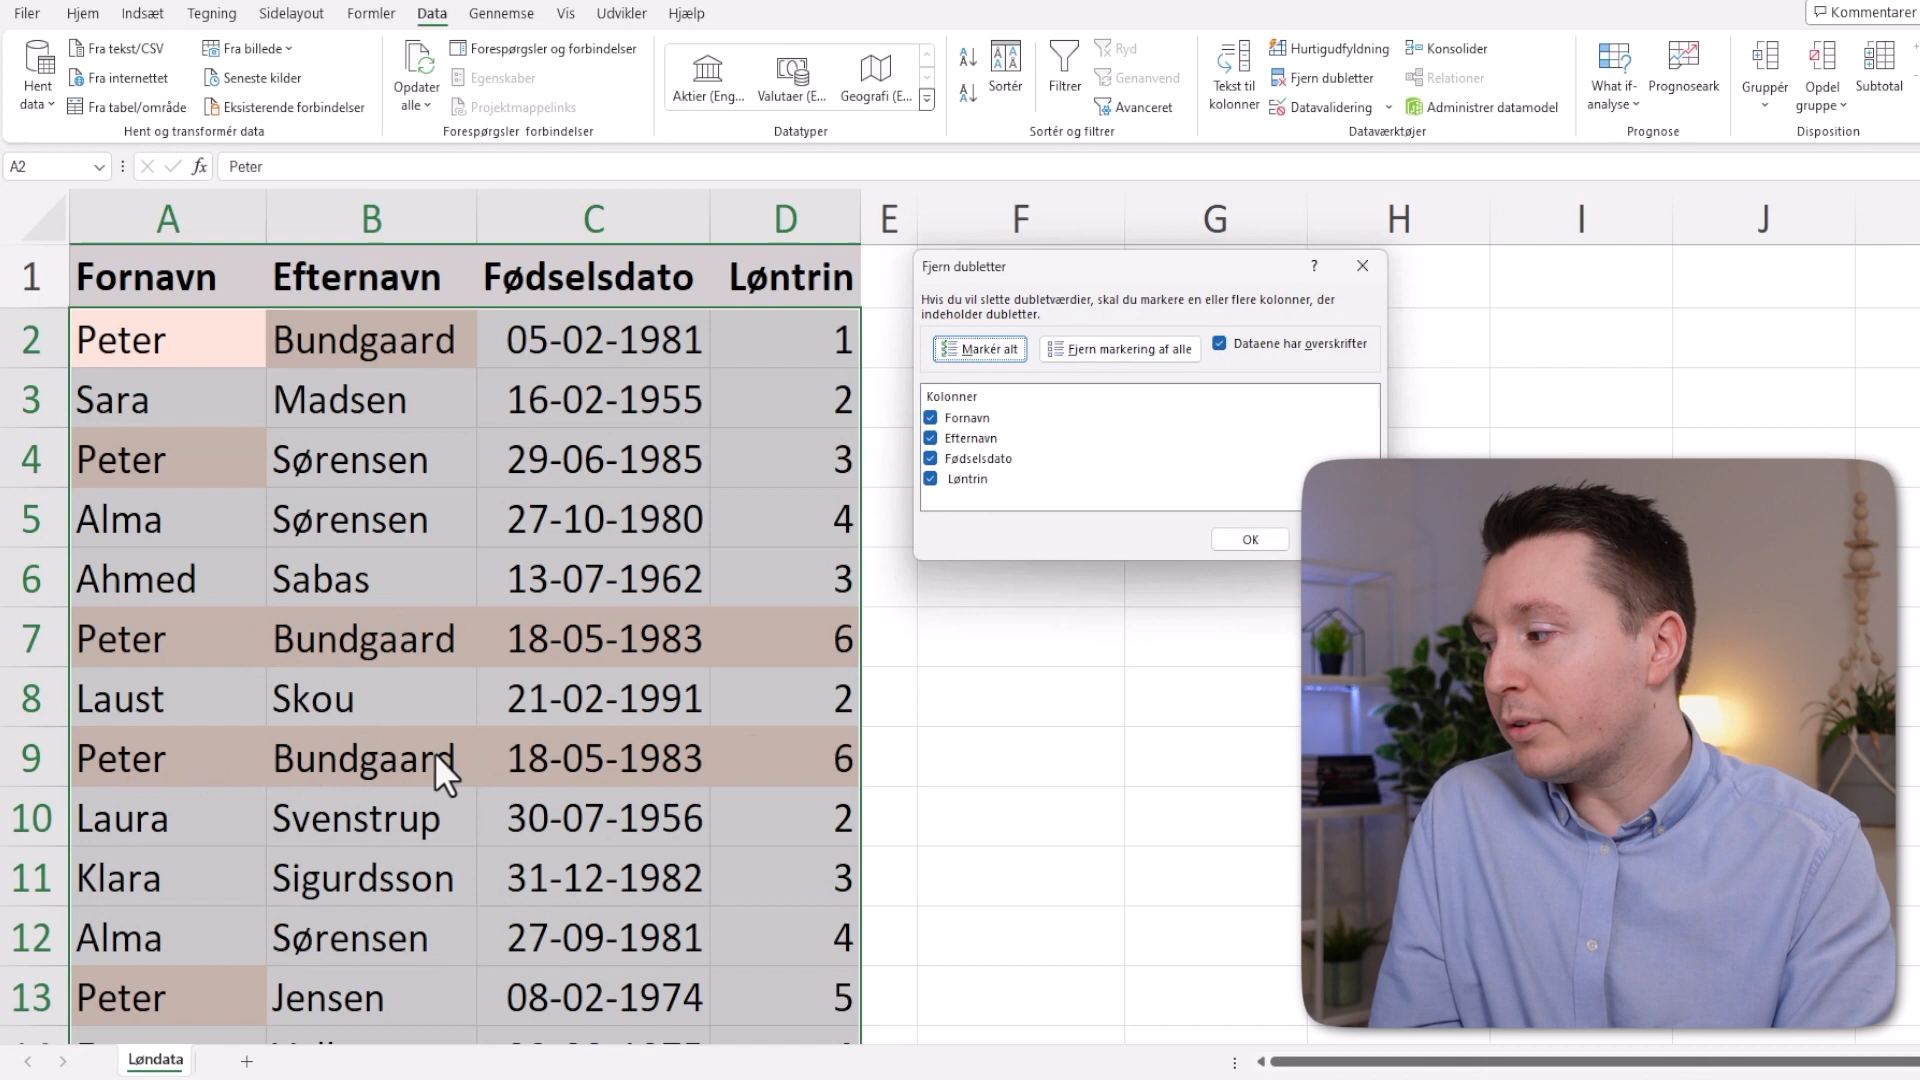 Filer Hjem Indsæt Tegning Sidelayout Formler Data Gennemse Vis Udvikler Hjælp Kommentarer
Hent data
Fra tekst/CSV
Fra internettet
Fra tabel/område
Fra billede
Seneste kilder
Eksisterende forbindelser
Hent og transformér data
Opdater alle
Forespørgsler og forbindelser
Egenskaber
Projektmappelinks
Forespørgsler forbindelser
Aktier (Eng... Valutaer (E... Geografi (E...
Datatyper
Sortér
Filtrer
Ryd
Genanvend
Avanceret
Sortér og filtrer
Tekst til kolonner
Hurtigudfyldning
Fjern dubletter
Datavalidering
Konsolider
Relationer
Administrer datamodel
Dataværktøjer
What if-analyse
Prognoseark
Prognose
Gruppér
Opdel gruppe
Subtotal
Disposition
A2 fx Peter
A B C D E F G H I J
1 Fornavn Efternavn Fødselsdato Løntrin
2 Peter Bundgaard 05-02-1981 1
3 Sara Madsen 16-02-1955 2
4 Peter Sørensen 29-06-1985 3
5 Alma Sørensen 27-10-1980 4
6 Ahmed Sabas 13-07-1962 3
7 Peter Bundgaard 18-05-1983 6
8 Laust Skou 21-02-1991 2
9 Peter Bundgaard 18-05-1983 6
10 Laura Svenstrup 30-07-1956 2
11 Klara Sigurdsson 31-12-1982 3
12 Alma Sørensen 27-09-1981 4
13 Peter Jensen 08-02-1974 5
Fjern dubletter ?
Hvis du vil slette dubletværdier, skal du markere en eller flere kolonner, der
indeholder dubletter.
Markér alt Fjern markering af alle Dataene har overskrifter
Kolonner
Fornavn
Efternavn
Fødselsdato
Løntrin
OK
Løndata